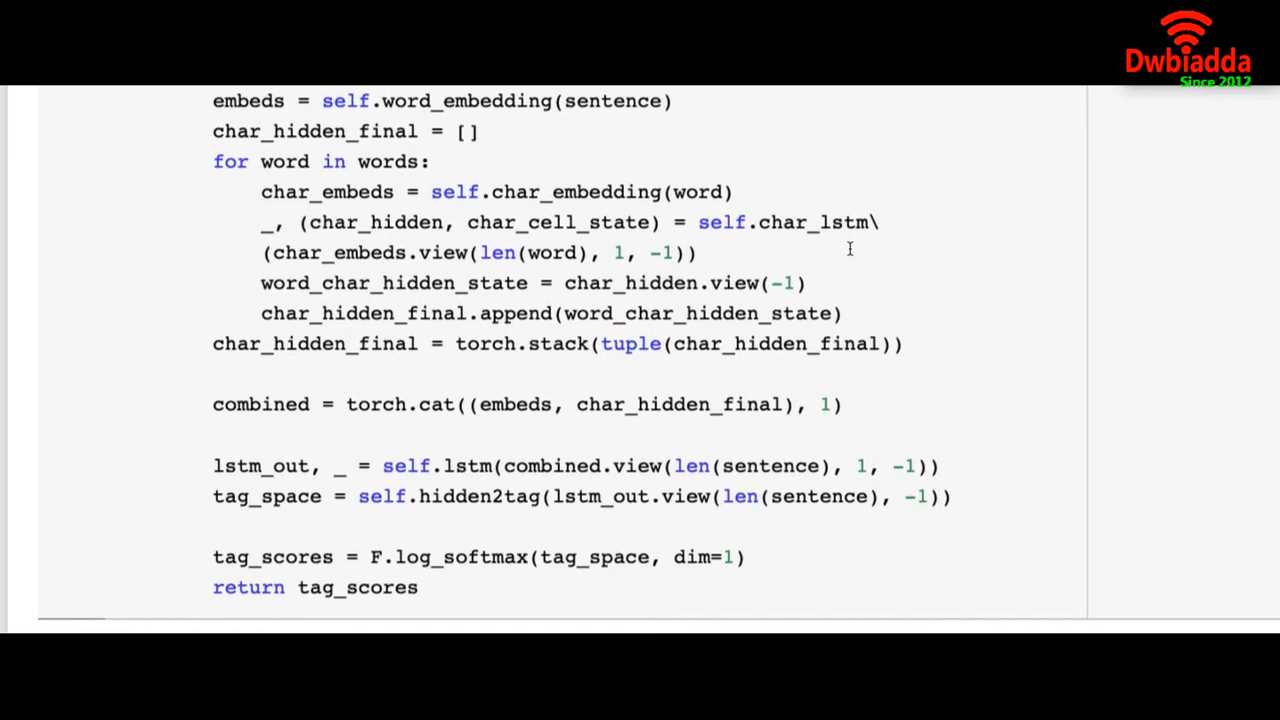 Dwbiadda
Since 2012
embeds = self.word_embedding(sentence)
char_hidden_final = []
for word in words:
    char_embeds = self.char_embedding(word)
    _, (char_hidden, char_cell_state) = self.char_lstm\
    (char_embeds.view(len(word), 1, -1))
    word_char_hidden_state = char_hidden.view(-1)
    char_hidden_final.append(word_char_hidden_state)
char_hidden_final = torch.stack(tuple(char_hidden_final))
combined = torch.cat((embeds, char_hidden_final), 1)
lstm_out, _ = self.lstm(combined.view(len(sentence), 1, -1))
tag_space = self.hidden2tag(lstm_out.view(len(sentence), -1))
tag_scores = F.log_softmax(tag_space, dim=1)
return tag_scores